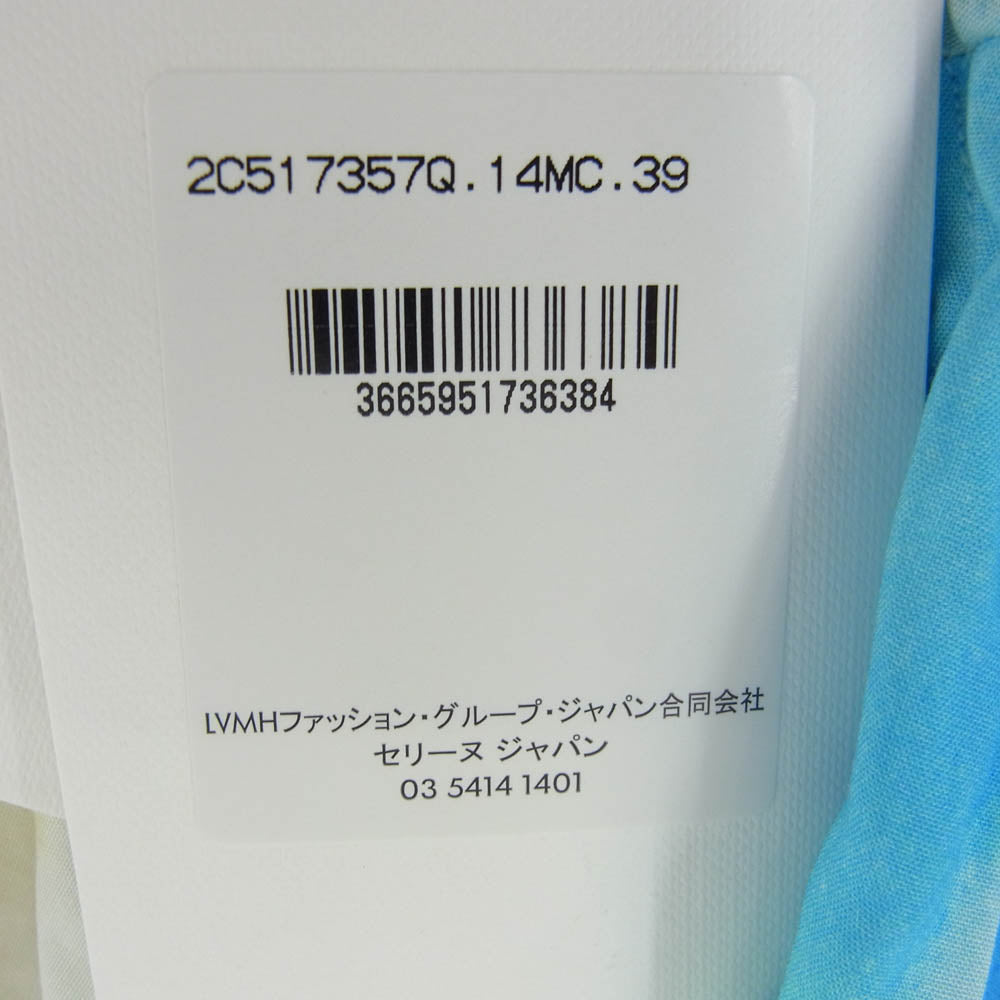 2C517357Q.14MC.39
3665951736384
LVMHファッション・グループ・ジャパン合同会社
セリーヌ ジャパン
03 5414 1401